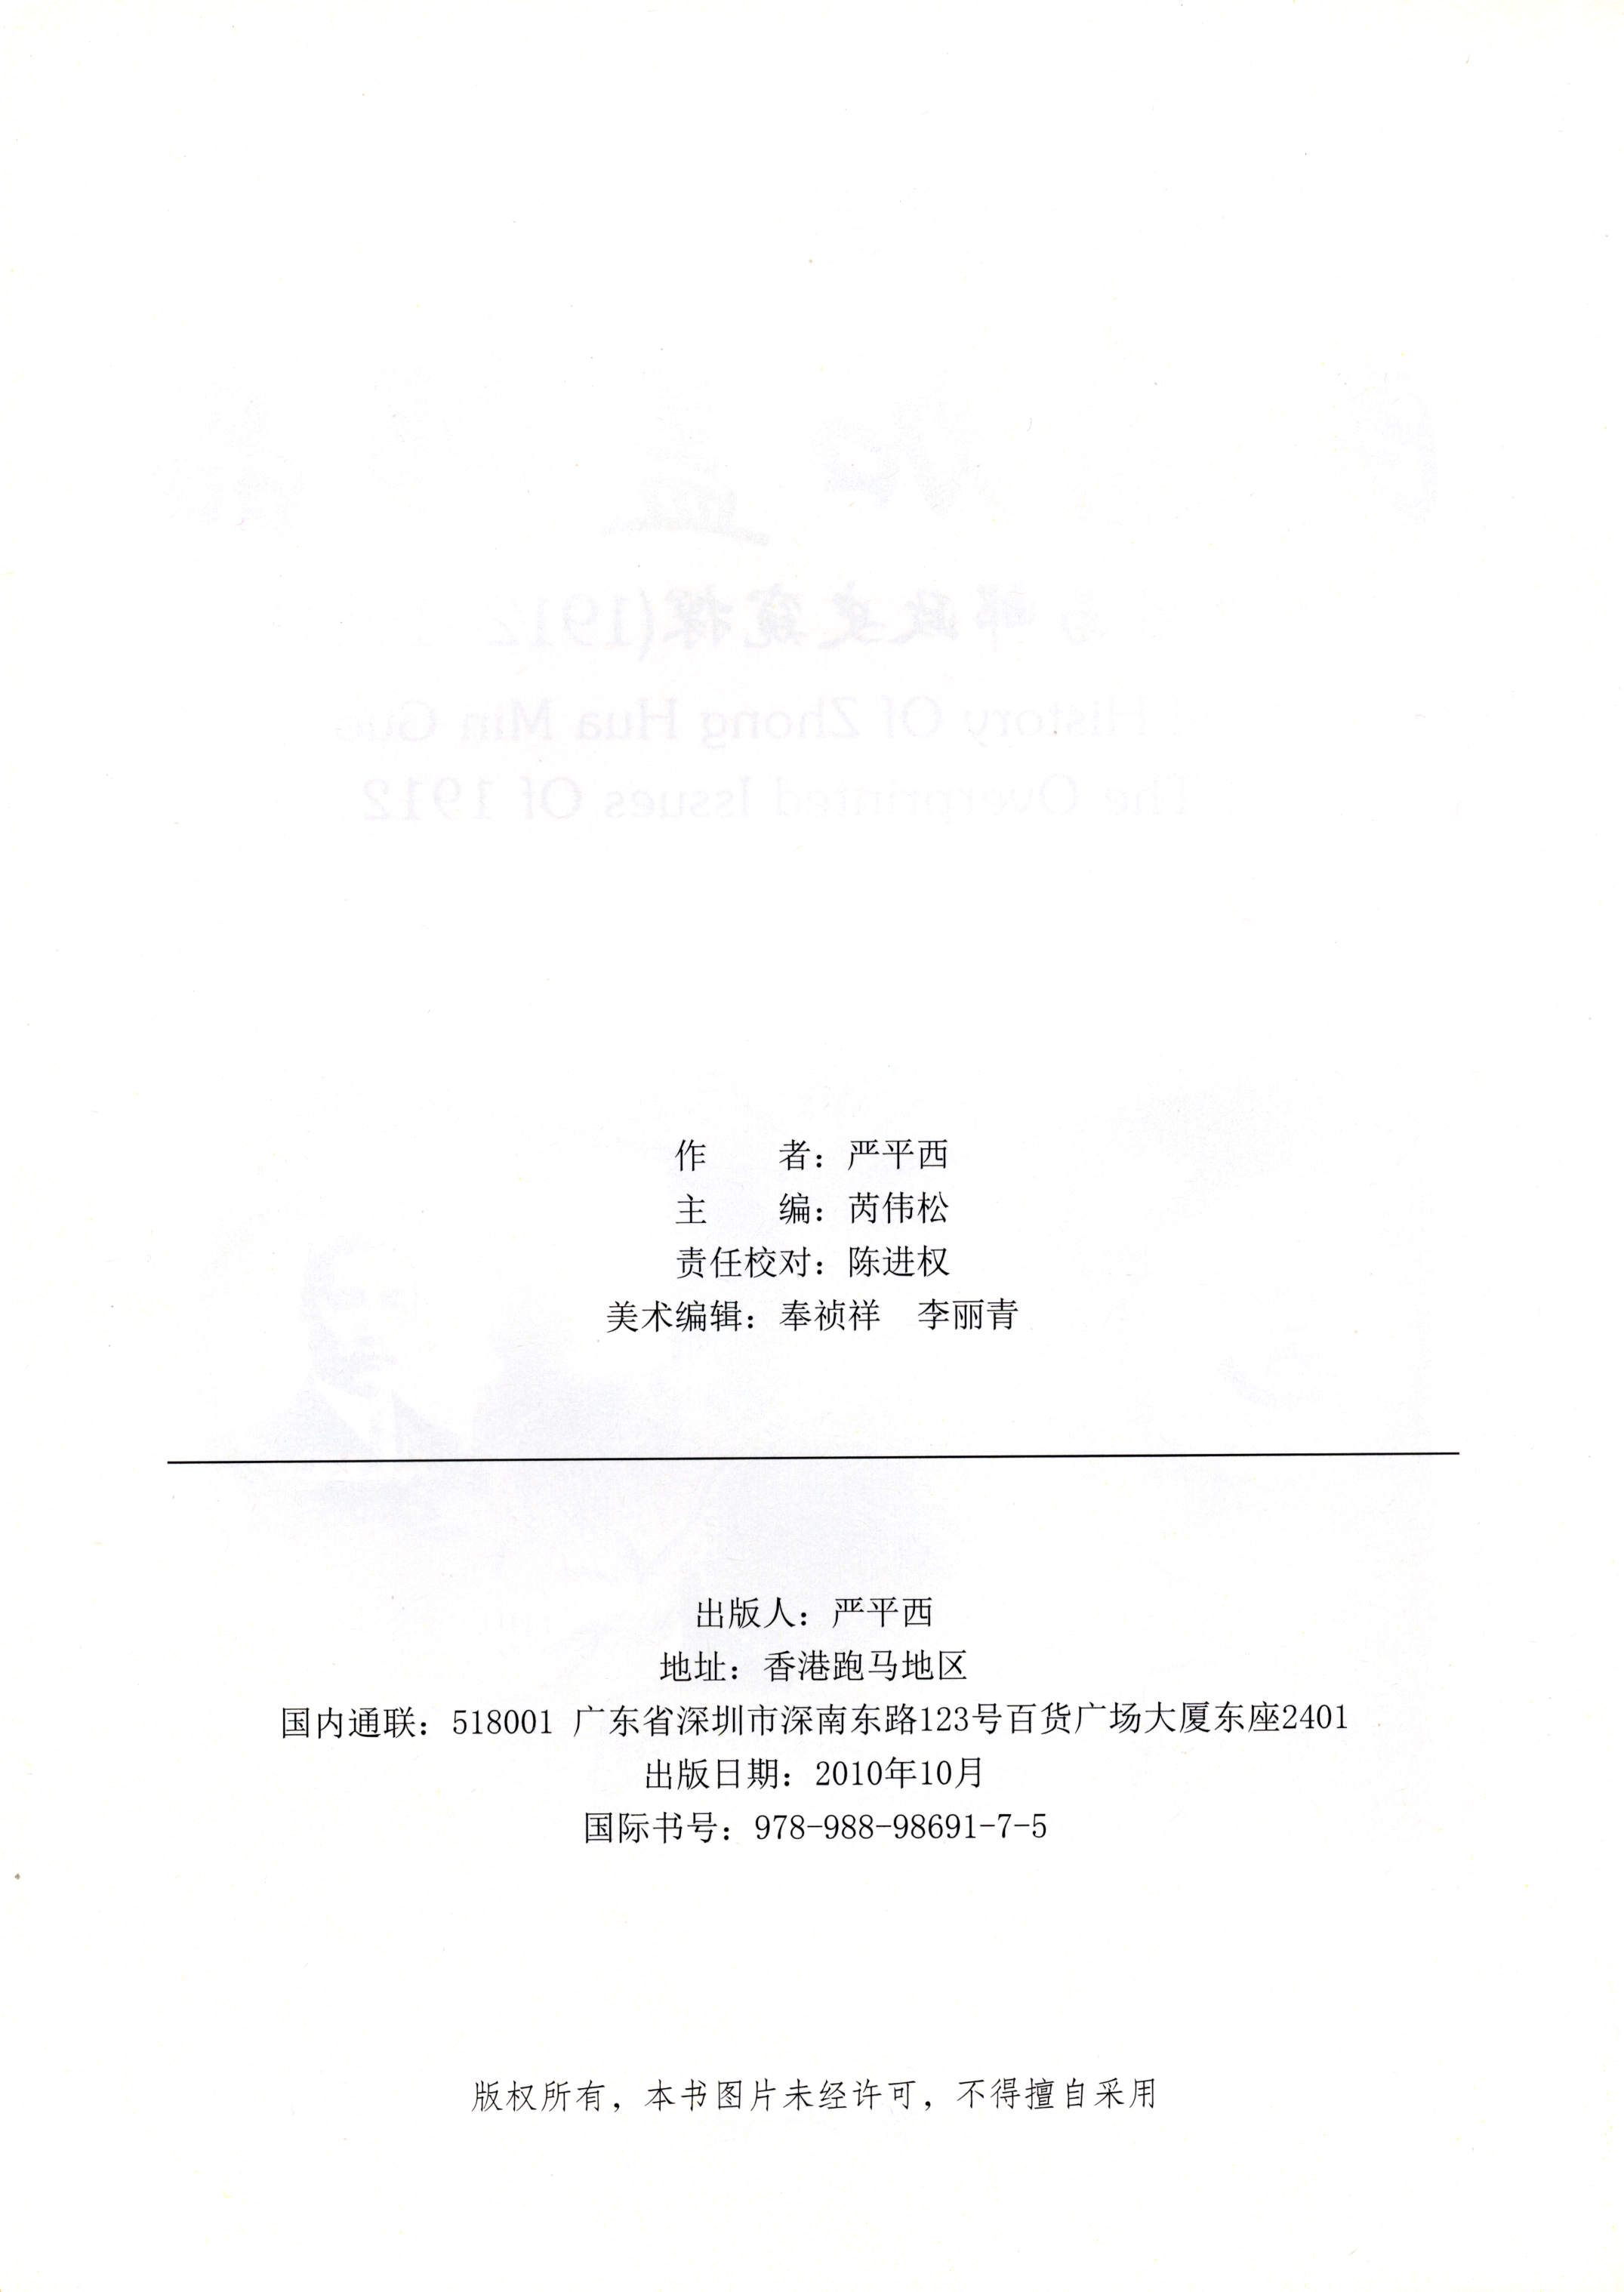 作　　者：严平西
主　　编：芮伟松
责任校对：陈进权
美术编辑：奉祯祥　李丽青
出版人：严平西
地址：香港跑马地区
国内通联：518001 广东省深圳市深南东路123号百货广场大厦东座2401
出版日期：2010年10月
国际书号：978-988-98691-7-5
版权所有，本书图片未经许可，不得擅自采用